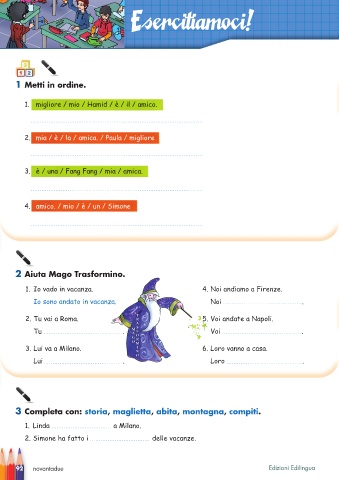 Esercitiamoci!
1 Metti in ordine.
1. migliore / mio / Hamid / è / il / amico.
2. mia / è / la / amica. / Paula / migliore
3. è / una / Fang Fang / mia / amica.
4. amico. / mio / è / un / Simone
2 Aiuta Mago Trasformino.
1. Io vado in vacanza.
Io sono andato in vacanza.
2. Tu vai a Roma.
Tu ........................ .
3. Lui va a Milano.
Lui ........................ .
4. Noi andiamo a Firenze.
Noi ........................ .
5. Voi andate a Napoli.
Voi ........................ .
6. Loro vanno a casa.
Loro ........................ .
3 Completa con: storia, maglietta, abita, montagna, compiti.
1. Linda ........................ a Milano.
2. Simone ha fatto i ........................ delle vacanze.
92 novantadue
Edizioni Edilingua